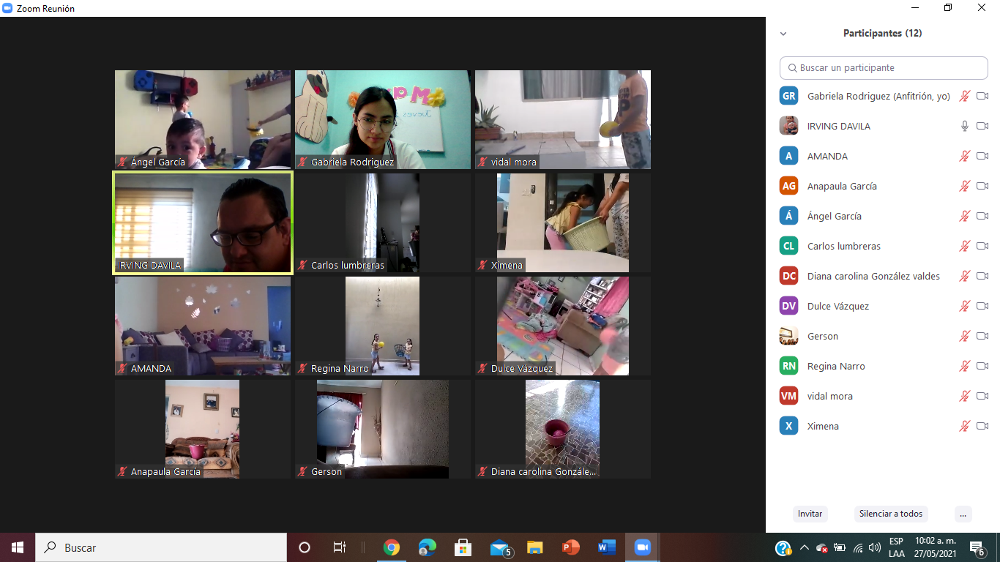 Zoom Reunión
Participantes (12)
Buscar un participante
GR Gabriela Rodriguez (Anfitrión, yo)
IRVING DAVILA
A AMANDA
AG Anapaula García
Á Ángel García
CL Carlos lumbreras
DC Diana carolina González valdes
DV Dulce Vázquez
Gerson
RN Regina Narro
VM vidal mora
X Ximena
Invitar
Silenciar a todos
...
Ángel García
Gabriela Rodriguez
vidal mora
IRVING DAVILA
Carlos lumbreras
Ximena
AMANDA
Regina Narro
Dulce Vázquez
Anapaula García
Gerson
Diana carolina Gonzále...
Buscar
5
ESP
LAA
10:02 a. m.
27/05/2021
6